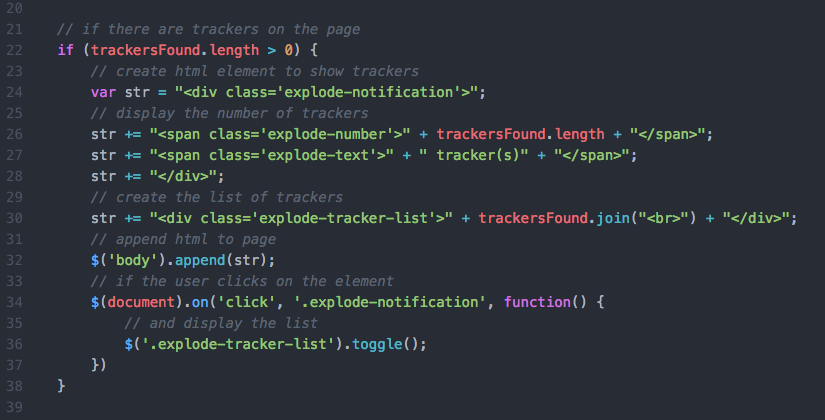 20
21 // if there are trackers on the page
22 if (trackersFound.length > 0) {
23 // create html element to show trackers
24 var str = "<div class='explode-notification'>";
25 // display the number of trackers
26 str += "<span class='explode-number'>" + trackersFound.length + "</span>";
27 str += "<span class='explode-text'>" + " tracker(s)" + "</span>";
28 str += "</div>";
29 // create the list of trackers
30 str += "<div class='explode-tracker-list'>" + trackersFound.join("<br>") + "</div>";
31 // append html to page
32 $('body').append(str);
33 // if the user clicks on the element
34 $(document).on('click', '.explode-notification', function() {
35 // and display the list
36 $('.explode-tracker-list').toggle();
37 })
38 }
39